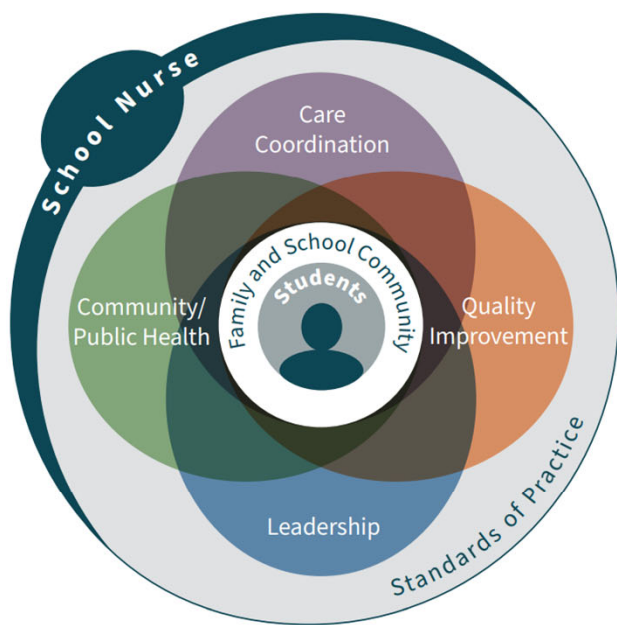 School Nurse
Care
Coordination
Family and School Community
Students
Community/
Public Health
Quality
Improvement
Leadership
Standards of Practice